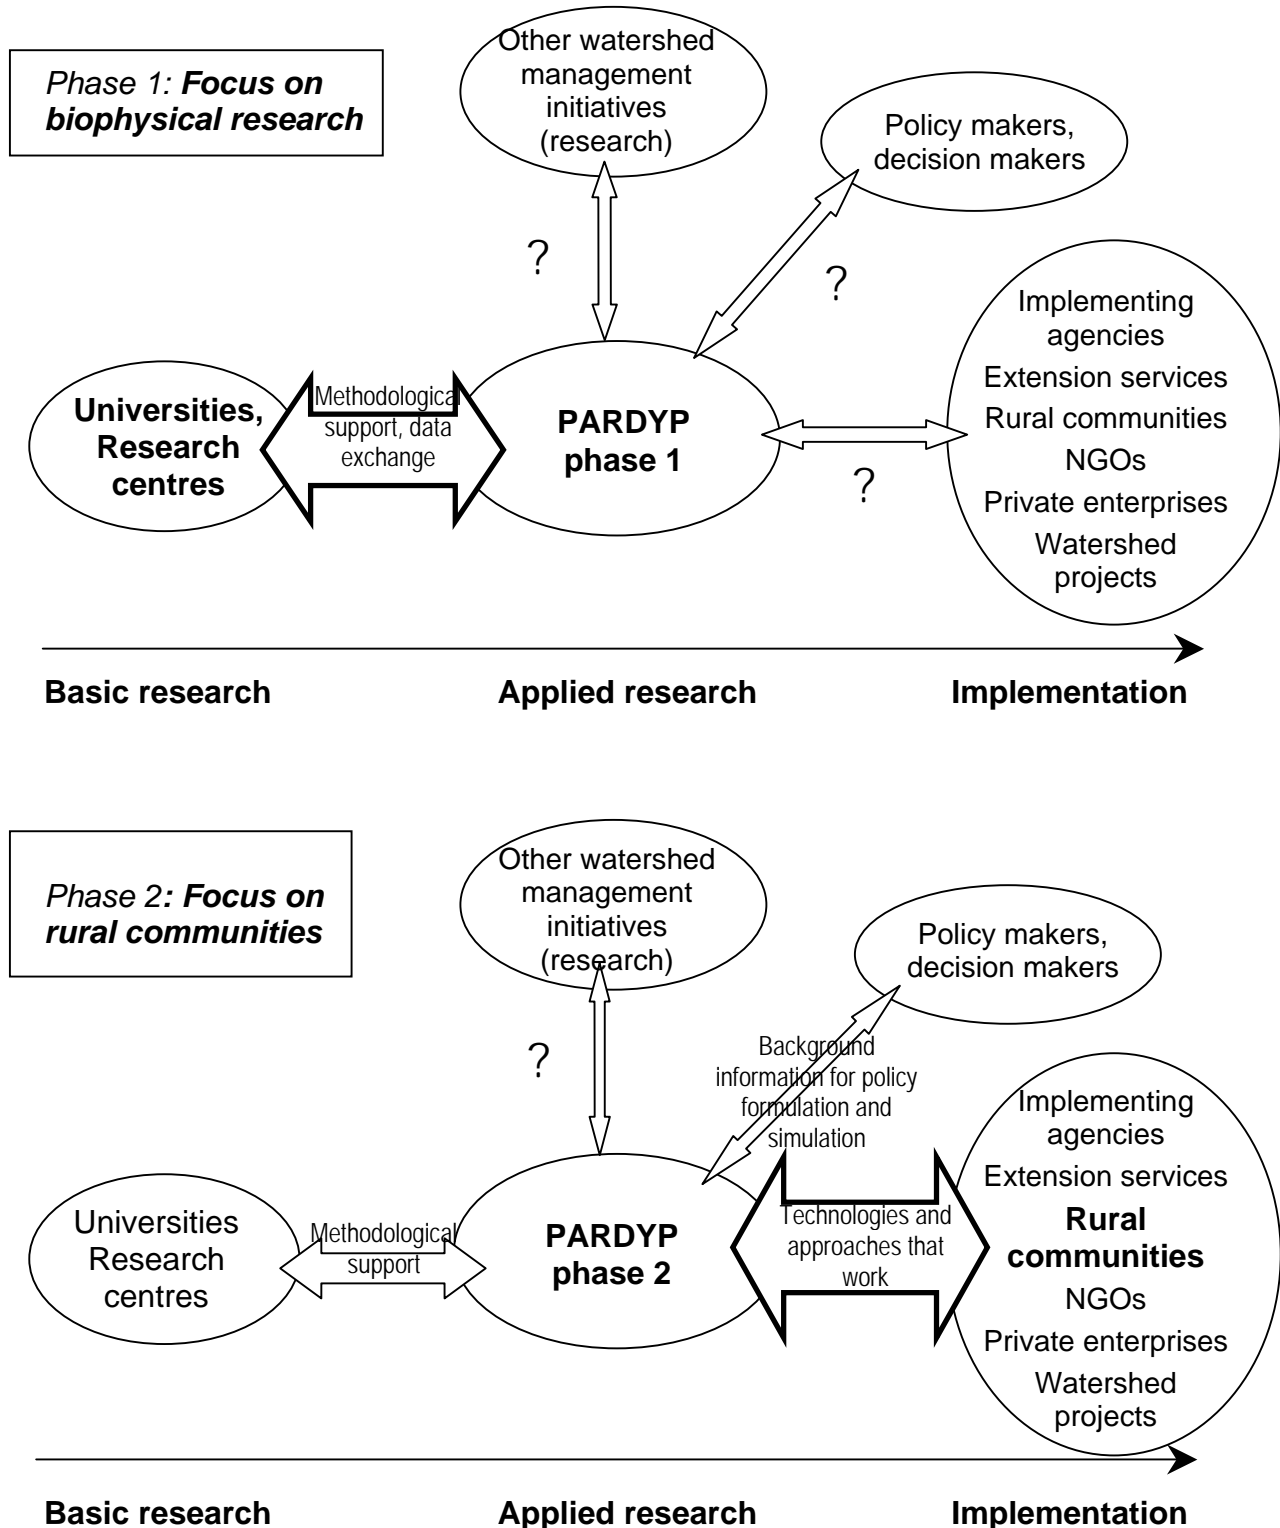 Phase 1: Focus on
biophysical research
Other watershed
management
initiatives
(research)
Policy makers,
decision makers
?
?
Universities,
Research
centres
Methodological
support, data
exchange
PARDYP
phase 1
?
Implementing
agencies
Extension services
Rural communities
NGOs
Private enterprises
Watershed
projects
Basic research
Applied research
Implementation
Phase 2: Focus on
rural communities
Other watershed
management
initiatives
(research)
Policy makers,
decision makers
?
Background
information for policy
formulation and
simulation
Universities
Research
centres
Methodological
support
PARDYP
phase 2
Technologies and
approaches that
work
Implementing
agencies
Extension services
Rural
communities
NGOs
Private enterprises
Watershed
projects
Basic research
Applied research
Implementation